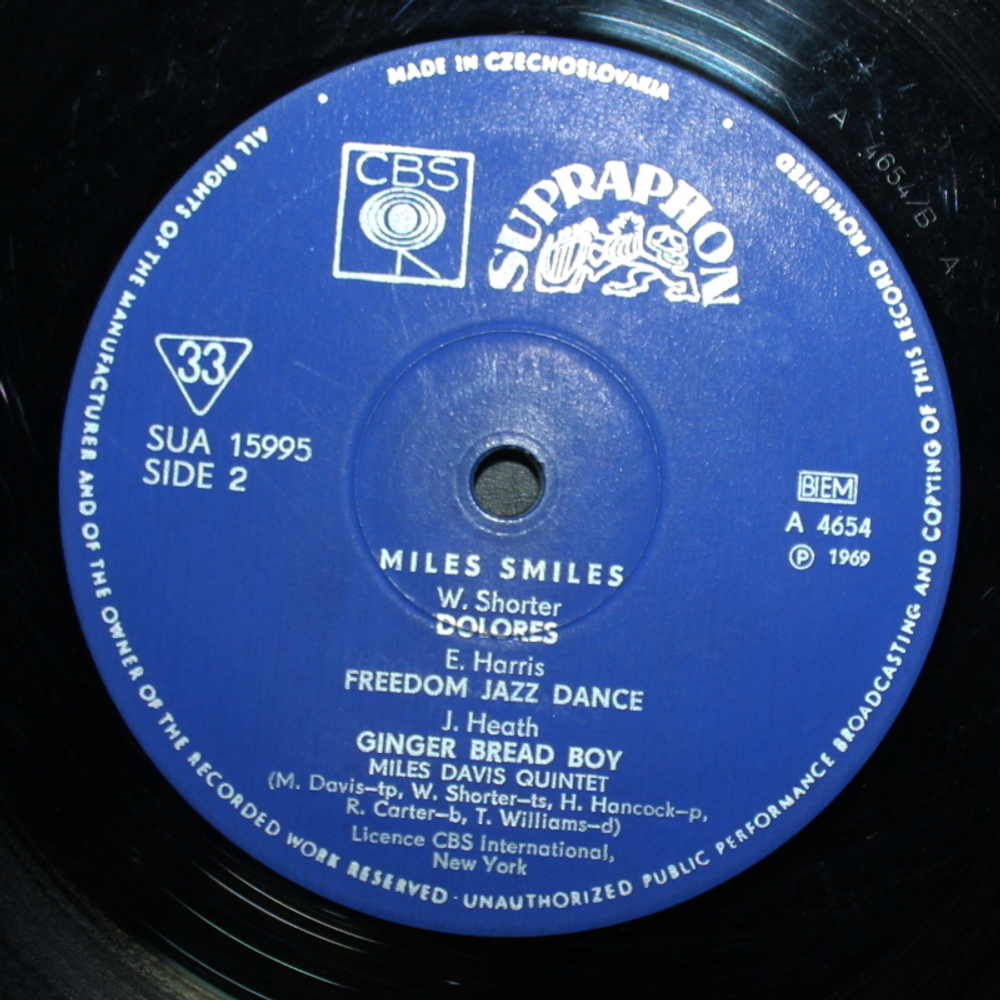 MADE IN CZECHOSLOVAKIA
CBS
SUPRAPHON
33
SUA 15995
SIDE 2
BIEM
A 4654
Ⓟ 1969
MILES SMILES
W. Shorter
DOLORES
E. Harris
FREEDOM JAZZ DANCE
J. Heath
GINGER BREAD BOY
MILES DAVIS QUINTET
(M. Davis–tp, W. Shorter–ts, H. Hancock–p,
R. Carter–b, T. Williams–d)
Licence CBS International,
New York
ALL RIGHTS OF THE MANUFACTURER AND OF THE OWNER OF THE RECORDED WORK RESERVED · UNAUTHORIZED PUBLIC PERFORMANCE BROADCASTING AND COPYING OF THIS RECORD PROHIBITED
A 4654/B A